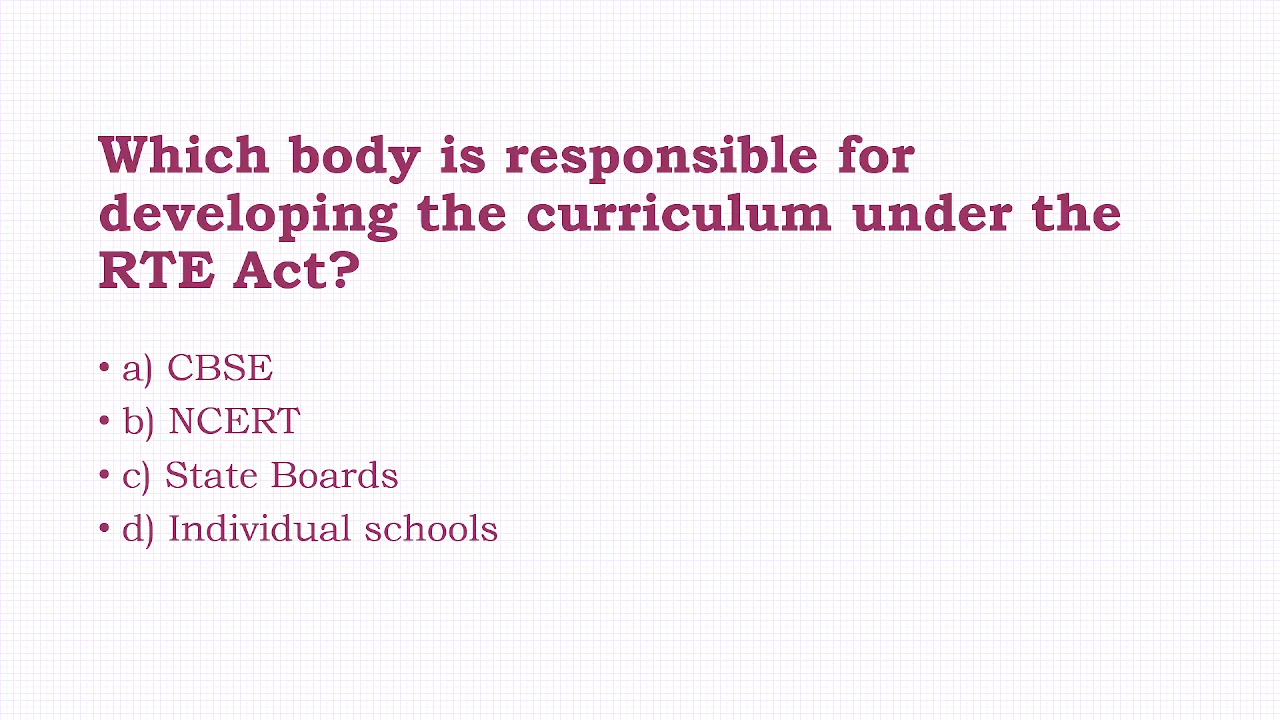 Which body is responsible for
developing the curriculum under the
RTE Act?
• a) CBSE
• b) NCERT
• c) State Boards
• d) Individual schools